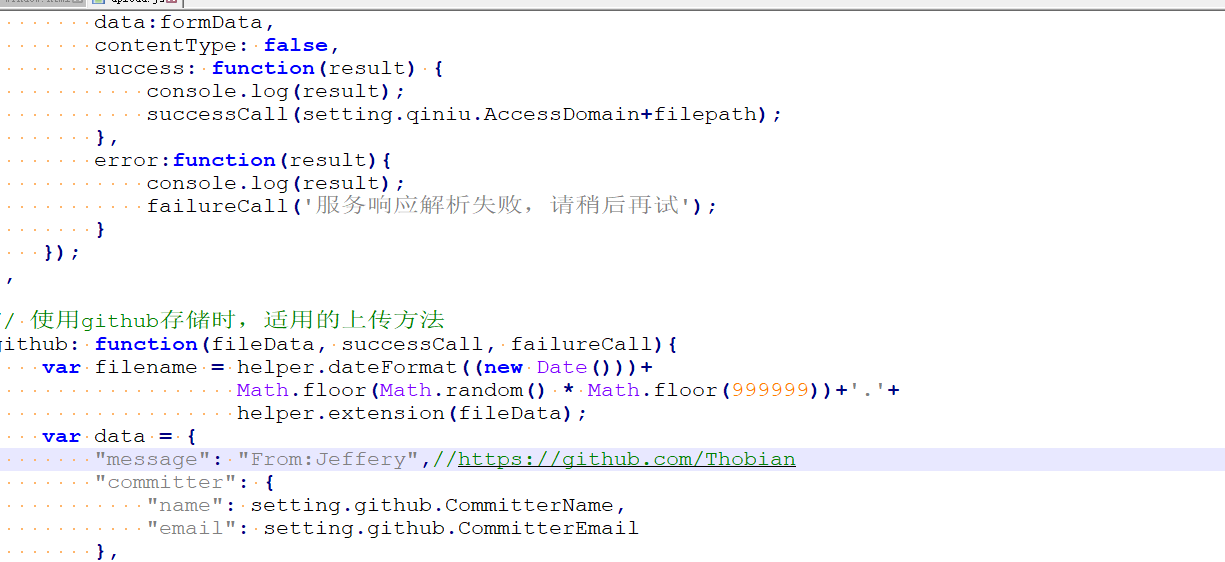 data:formData,
contentType: false,
success: function(result) {
console.log(result);
successCall(setting.qiniu.AccessDomain+filepath);
},
error:function(result){
console.log(result);
failureCall('服务响应解析失败，请稍后再试');
}
});
,
// 使用github存储时，适用的上传方法
github: function(fileData, successCall, failureCall){
var filename = helper.dateFormat((new Date()))+
Math.floor(Math.random() * Math.floor(999999))+'.'+
helper.extension(fileData);
var data = {
"message": "From:Jeffery",//https://github.com/Thobian
"committer": {
"name": setting.github.CommitterName,
"email": setting.github.CommitterEmail
},